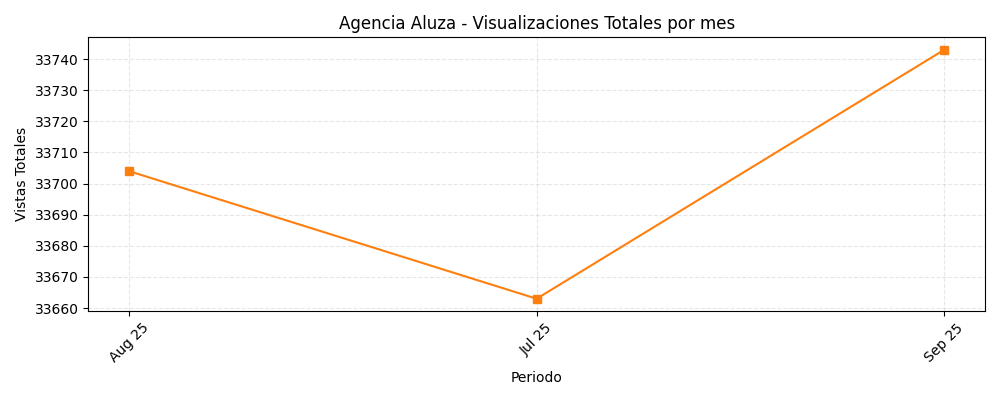 Agencia Aluza - Visualizaciones Totales por mes
Vistas Totales
33740
33730
33720
33710
33700
33690
33680
33670
33660
Aug 25
Jul 25
Sep 25
Periodo